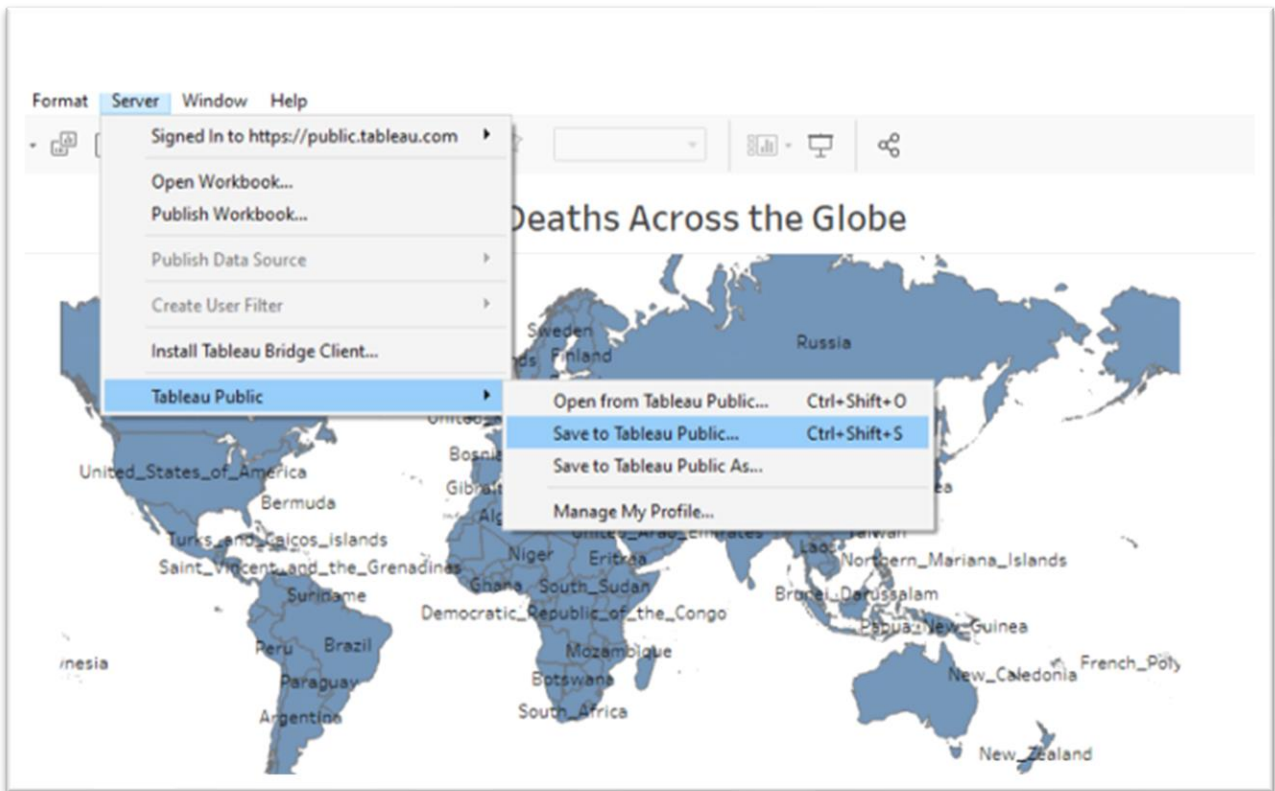 Format Server Window Help
Signed In to https://public.tableau.com
Open Workbook...
Publish Workbook...
Deaths Across the Globe
Publish Data Source
Create User Filter
Sweden
Russia
Install Tableau Bridge Client...
Finland
Tableau Public
Open from Tableau Public... Ctrl+Shift+O
Save to Tableau Public... Ctrl+Shift+S
Save to Tableau Public As...
Manage My Profile...
United_States_of_America
Bermuda
Turks_and_Caicos_islands
United_Arab_Emirates
Taiwan
Saint_Vincent_and_the_Grenadines
Niger
Eritrea
Laos
Northern_Mariana_Islands
Suriname
Ghana
South_Sudan
Brunei_Darussalam
Democratic_Republic_of_the_Congo
Papua_New_Guinea
Peru
Brazil
Mozambique
nesia
French_Poly
Paraguay
Botswana
New_Caledonia
Argentina
South_Africa
New_Zealand